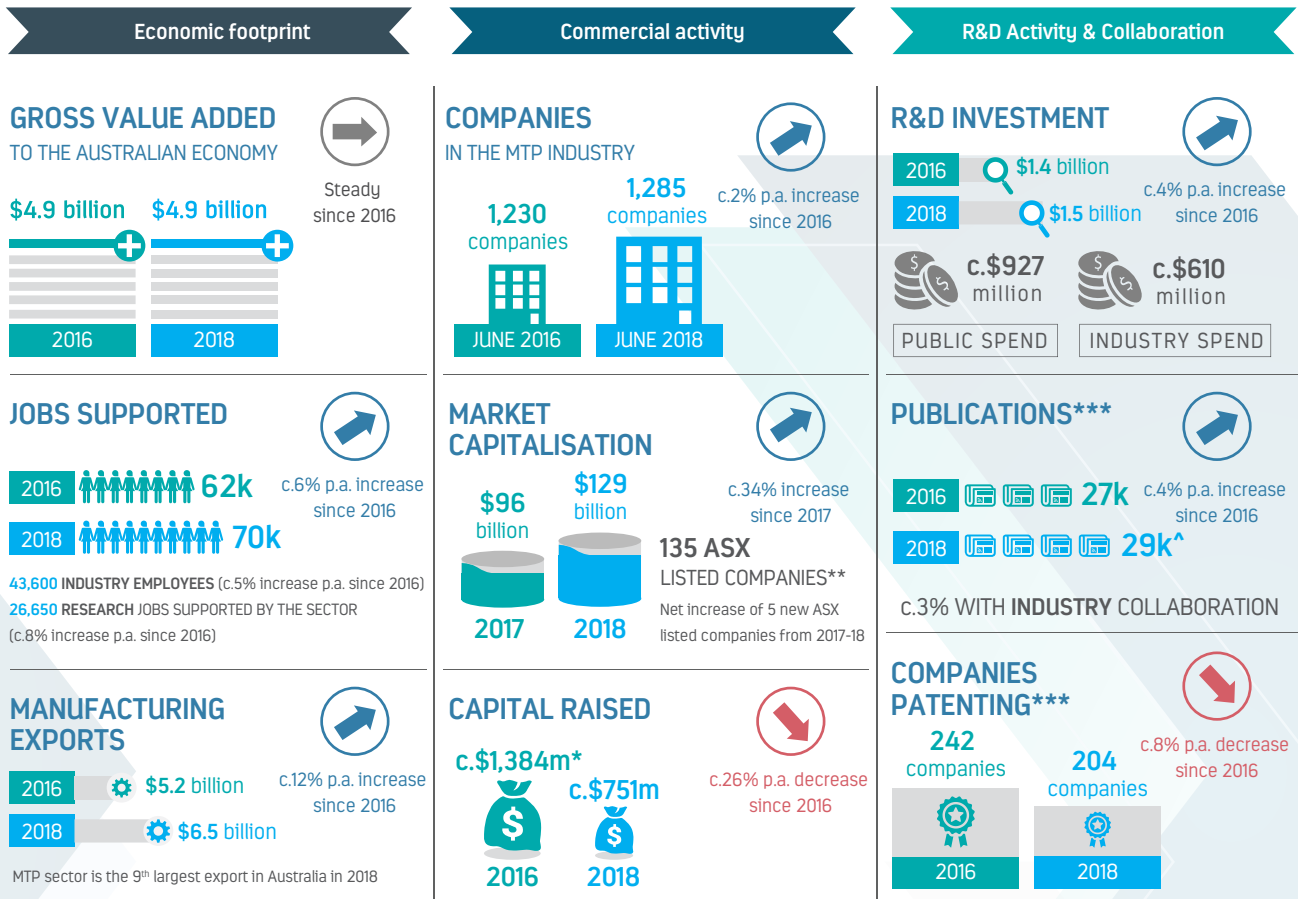 Economic footprint
GROSS VALUE ADDED
TO THE AUSTRALIAN ECONOMY
Steady
since 2016
$4.9 billion
$4.9 billion
2016
2018
JOBS SUPPORTED
2016
62k
2018
70k
c.6% p.a. increase
since 2016
43,600 INDUSTRY EMPLOYEES (c.5% increase p.a. since 2016)
26,650 RESEARCH JOBS SUPPORTED BY THE SECTOR
(c.8% increase p.a. since 2016)
MANUFACTURING
EXPORTS
2016
$5.2 billion
2018
$6.5 billion
c.12% p.a. increase
since 2016
MTP sector is the 9th largest export in Australia in 2018
Commercial activity
COMPANIES
IN THE MTP INDUSTRY
c.2% p.a. increase
since 2016
1,230
companies
1,285
companies
JUNE 2016
JUNE 2018
MARKET
CAPITALISATION
$96
billion
$129
billion
2017
2018
c.34% increase
since 2017
135 ASX
LISTED COMPANIES**
Net increase of 5 new ASX
listed companies from 2017-18
CAPITAL RAISED
c.$1,384m*
$
2016
c.$751m
$
2018
c.26% p.a. decrease
since 2016
R&D Activity & Collaboration
R&D INVESTMENT
2016
$1.4 billion
2018
$1.5 billion
c.4% p.a. increase
since 2016
$
$
c.$927
million
PUBLIC SPEND
$
$
c.$610
million
INDUSTRY SPEND
PUBLICATIONS***
2016
27k
2018
29k^
c.4% p.a. increase
since 2016
c.3% WITH INDUSTRY COLLABORATION
COMPANIES
PATENTING***
242
companies
2016
204
companies
2018
c.8% p.a. decrease
since 2016